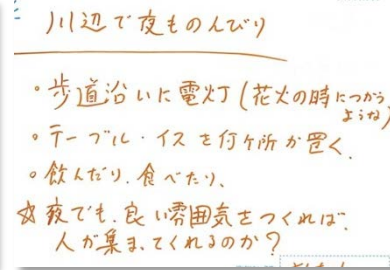 川辺で夜ものんびり
・歩道沿いに電灯(花火の時につかうような)
・テーブル・イスを何ヶ所か置く。
・飲んだり、食べたり、
☆夜でも、良い雰囲気をつくれば、
人が集まってくれるのか?